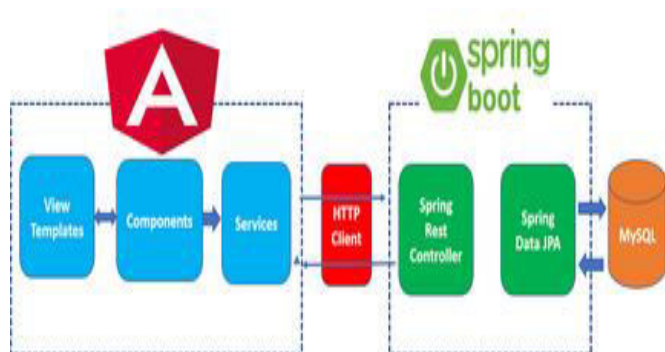 A
spring
boot
View
Templates
Components
Services
HTTP
Client
Spring
Rest
Controller
Spring
Data JPA
MySQL